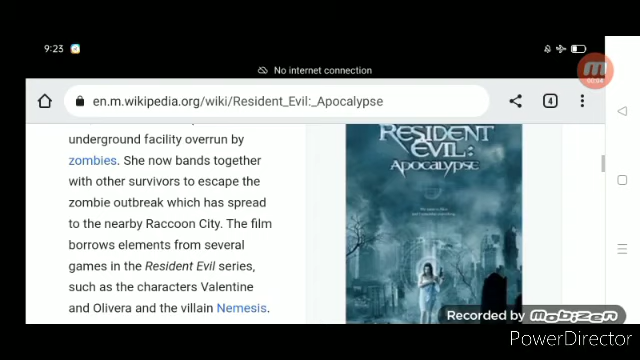 9:23
No internet connection
00:04
en.m.wikipedia.org/wiki/Resident_Evil:_Apocalypse
4
underground facility overrun by
zombies. She now bands together
with other survivors to escape the
zombie outbreak which has spread
to the nearby Raccoon City. The film
borrows elements from several
games in the Resident Evil series,
such as the characters Valentine
and Olivera and the villain Nemesis.
RESIDENT
EVIL:
APOCALYPSE
Recorded by mobizen
PowerDirector